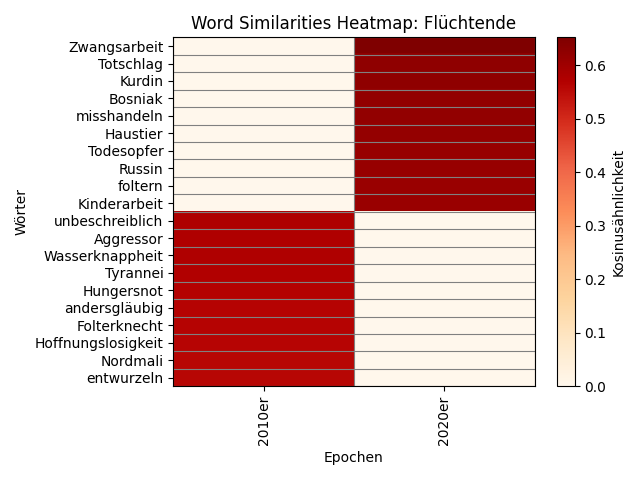 Word Similarities Heatmap: Flüchtende
Zwangsarbeit
Totschlag
Kurdin
Bosniak
misshandeln
Haustier
Todesopfer
Russin
foltern
Kinderarbeit
unbeschreiblich
Aggressor
Wasserknappheit
Tyrannei
Hungersnot
andersgläubig
Folterknecht
Hoffnungslosigkeit
Nordmali
entwurzeln
Wörter
2010er
2020er
Epochen
0.6
0.5
0.4
0.3
0.2
0.1
0.0
Kosinusähnlichkeit